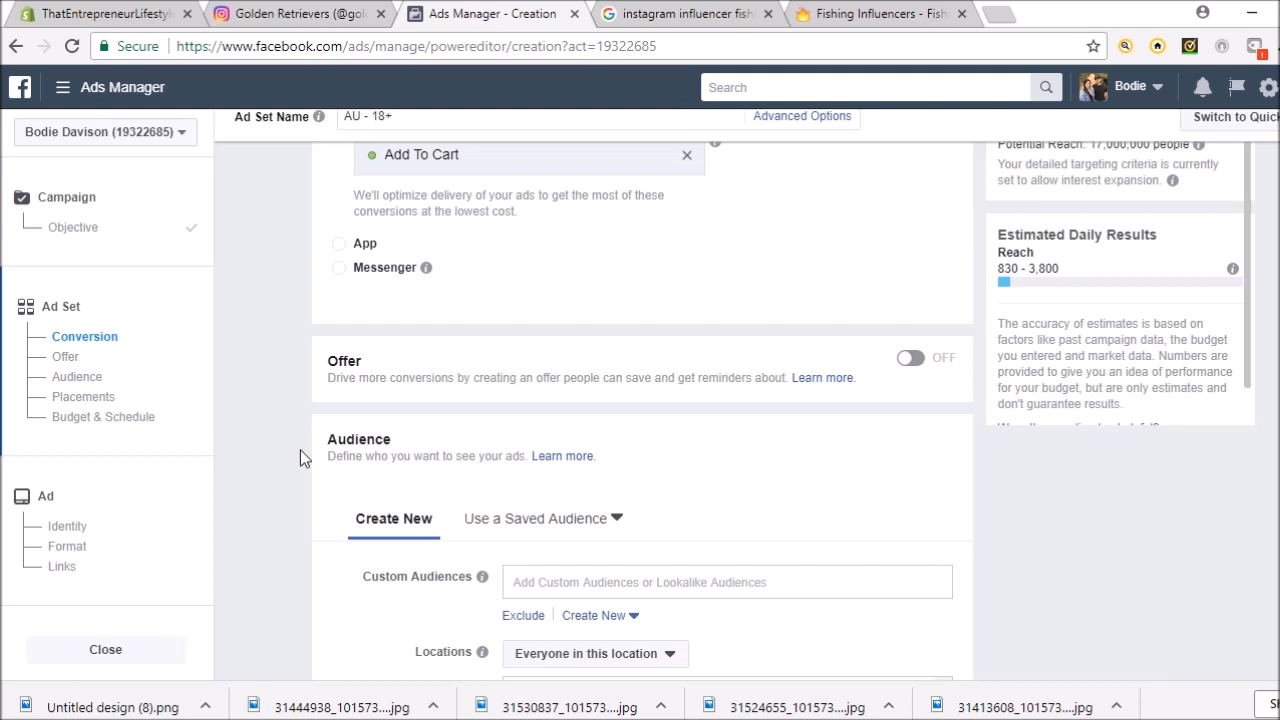 ThatEntrepreneurLifestyle
Golden Retrievers (@gol
Ads Manager - Creation
instagram influencer fish
Fishing Influencers - Fish
Secure
https://www.facebook.com/ads/manage/powereditor/creation?act=19322685
Ads Manager
Search
Bodie
Bodie Davison (19322685)
Ad Set Name
AU - 18+
Advanced Options
Switch to Quick
Campaign
Objective
Ad Set
Conversion
Offer
Audience
Placements
Budget & Schedule
Ad
Identity
Format
Links
Close
Add To Cart
We'll optimize delivery of your ads to get the most of these
conversions at the lowest cost.
App
Messenger
Offer
OFF
Drive more conversions by creating an offer people can save and get reminders about. Learn more.
Audience
Define who you want to see your ads. Learn more.
Create New
Use a Saved Audience
Custom Audiences
Add Custom Audiences or Lookalike Audiences
Exclude
Create New
Locations
Everyone in this location
Potential Reach: 17,000,000 people
Your detailed targeting criteria is currently
set to allow interest expansion.
Estimated Daily Results
Reach
830 - 3,800
The accuracy of estimates is based on
factors like past campaign data, the budget
you entered and market data. Numbers are
provided to give you an idea of performance
for your budget, but are only estimates and
don't guarantee results.
Untitled design (8).png
31444938_101573....jpg
31530837_101573....jpg
31524655_101573....jpg
31413608_101573....jpg
S